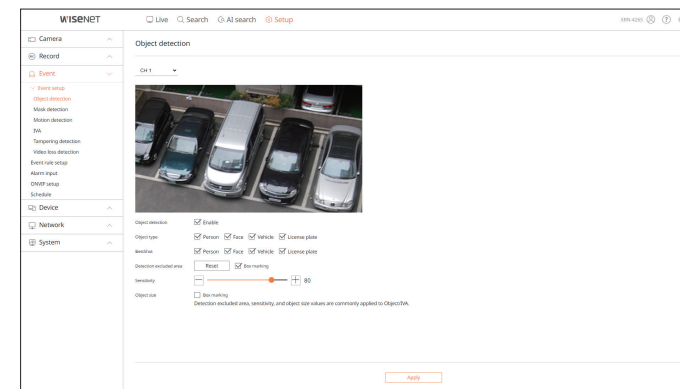 WISENET
Live Search AI search Setup
Camera
Record
Event
Event setup
Object detection
Mask detection
Motion detection
IVA
Tampering detection
Video loss detection
Event rule setup
Alarm input
ONVIF setup
Schedule
Device
Network
System
Object detection
CH 1
Object detection Enable
Object type Person Face Vehicle License plate
BestShot Person Face Vehicle License plate
Detection excluded area Reset Box marking
Sensitivity 80
Object size Box marking
Detection excluded area, sensitivity, and object size values are commonly applied to Object/IVA.
Apply